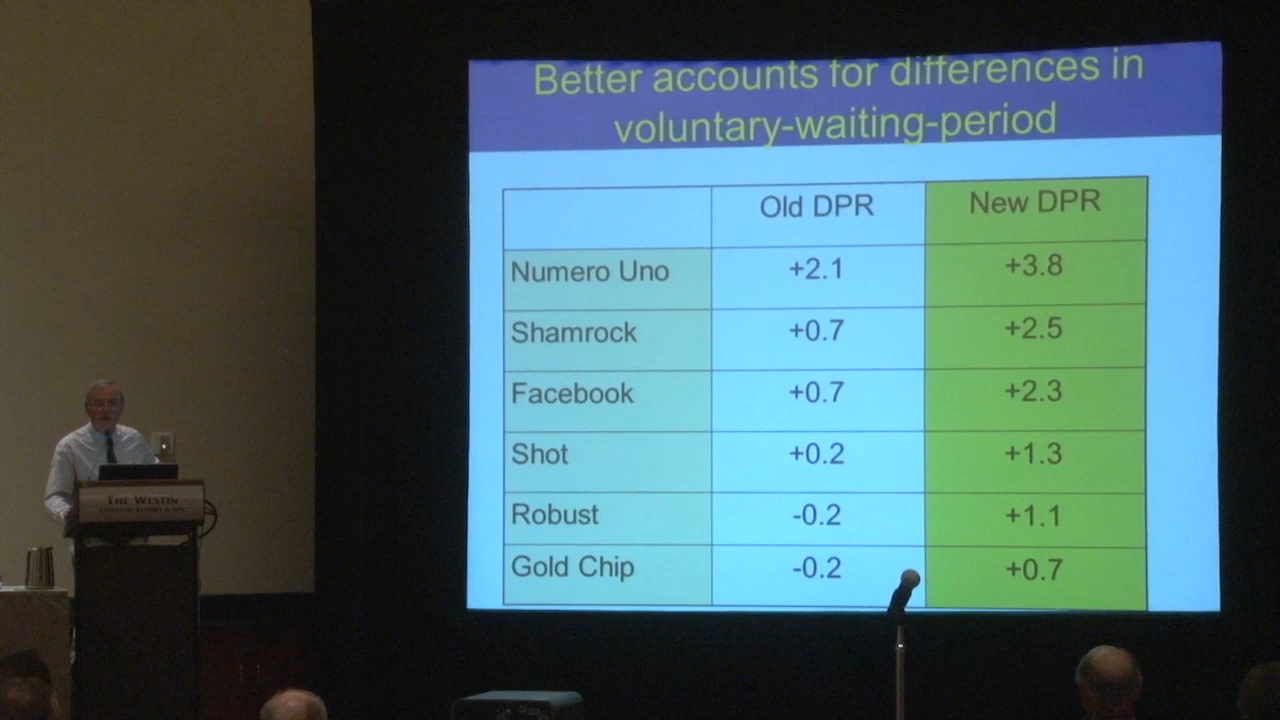 Better accounts for differences in
voluntary-waiting-period
Old DPR New DPR
Numero Uno +2.1 +3.8
Shamrock +0.7 +2.5
Facebook +0.7 +2.3
Shot +0.2 +1.3
Robust -0.2 +1.1
Gold Chip -0.2 +0.7
THE WESTIN